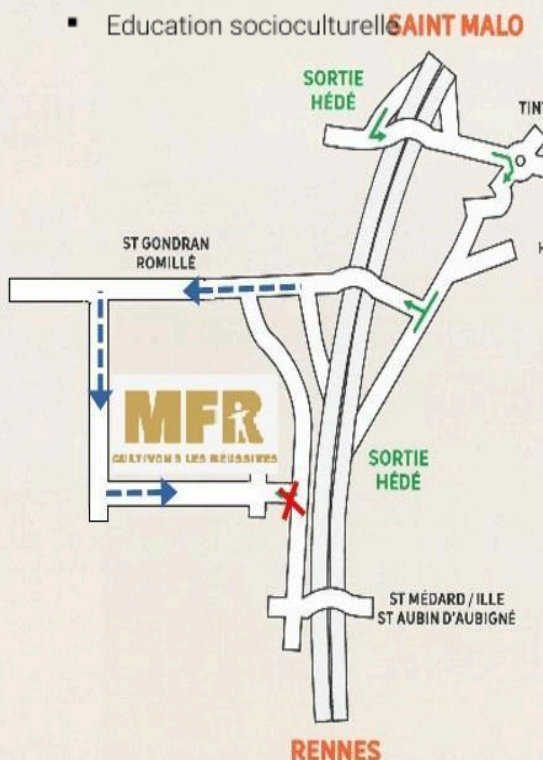 ▪ Education socioculturelle
SAINT MALO
SORTIE
HÉDÉ
TINT
ST GONDRAN
ROMILLÉ
H
MFR
CULTIVONS LES RÉUSSITES
SORTIE
HÉDÉ
ST MÉDARD / ILLE
ST AUBIN D'AUBIGNÉ
RENNES